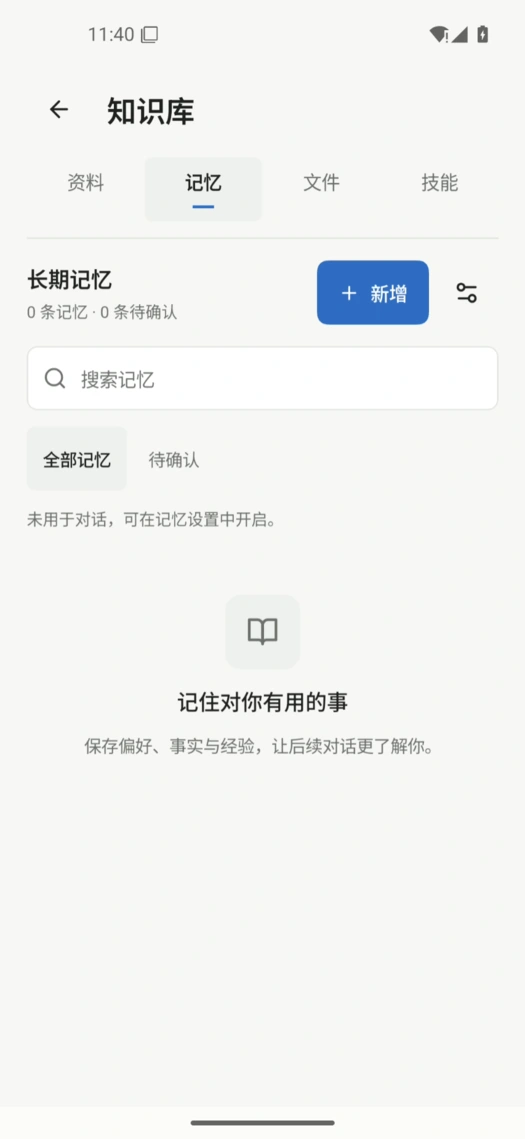 11:40
知识库
资料 记忆 文件 技能
长期记忆
0 条记忆 · 0 条待确认
新增
搜索记忆
全部记忆 待确认
未用于对话，可在记忆设置中开启。
记住对你有用的事
保存偏好、事实与经验，让后续对话更了解你。